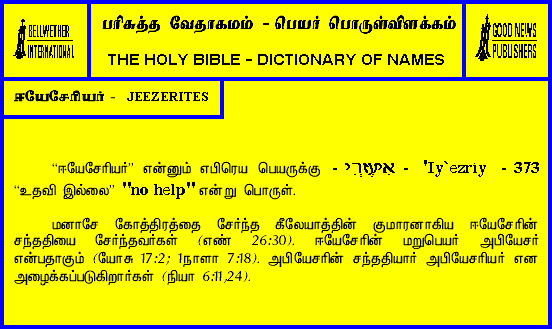 BELLWETHER
INTERNATIONAL
பரிசுத்த வேதாகமம் - பெயர் பொருள்விளக்கம்
THE HOLY BIBLE - DICTIONARY OF NAMES
GOOD NEWS
PUBLISHERS
ஈயேசேரியர் - JEEZERITES
“ஈயேசேரியர்” என்னும் எபிரெய பெயருக்கு - אִיעֶזְרִי - 'Iy`ezriy - 373
“உதவி இல்லை” "no help" என்று பொருள்.
மனாசே கோத்திரத்தை சேர்ந்த கீலேயாத்தின் குமாரனாகிய ஈயேசேரின்
சந்ததியை சேர்ந்தவர்கள் (எண் 26:30). ஈயேசேரின் மறுபெயர் அபியேசர்
என்பதாகும் (யோசு 17:2; 1நாளா 7:18). அபியேசரின் சந்ததியார் அபியேசரியர் என
அழைக்கப்படுகிறார்கள் (நியா 6:11,24).